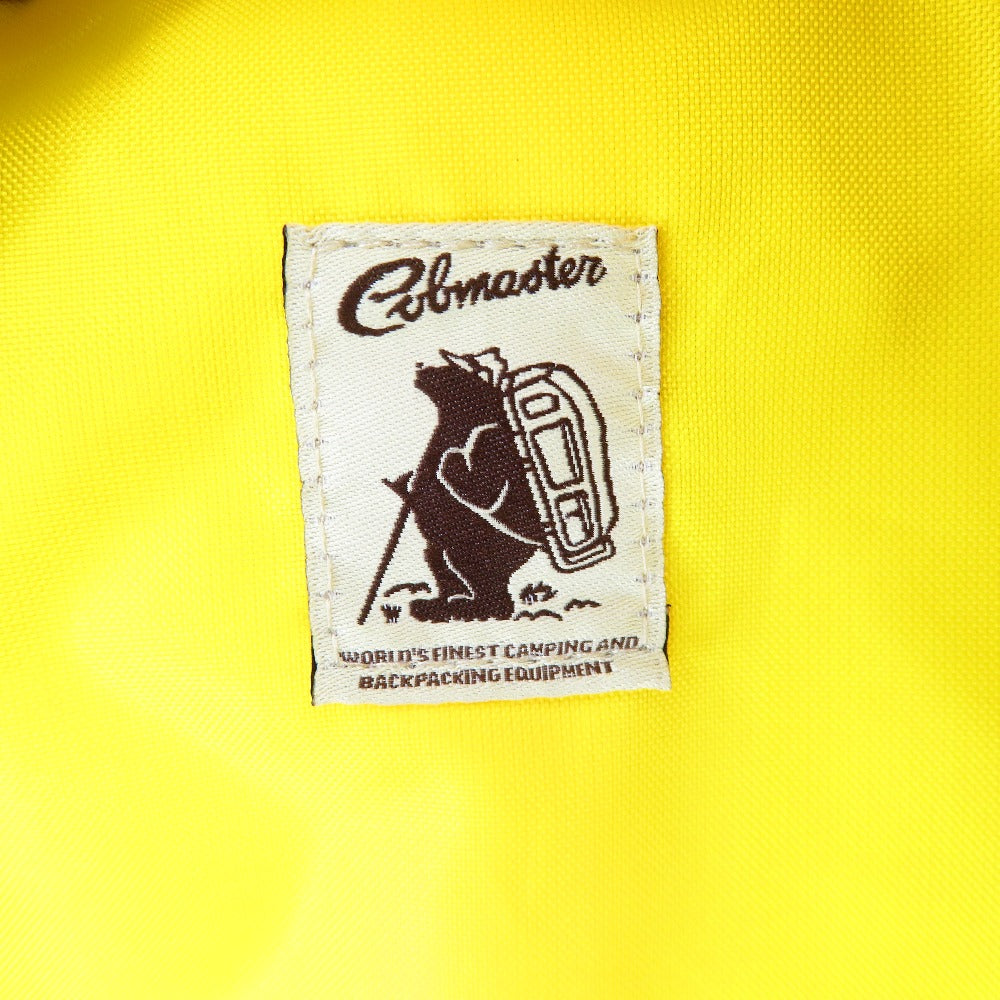 Cobmaster
WORLD'S FINEST CAMPING AND
BACKPACKING EQUIPMENT